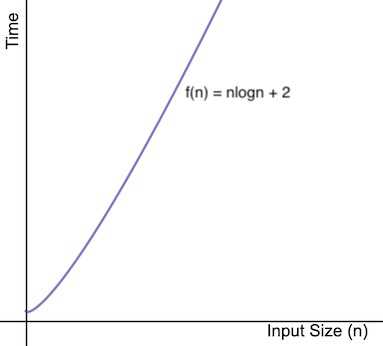 Time
f(n) = nlogn + 2
Input Size (n)